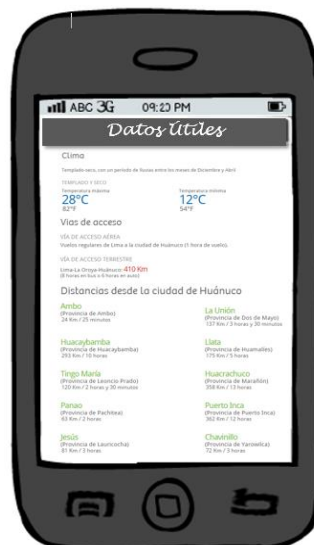 ABC 3G 09:23 PM
Datos Útiles
Clima
Templado-seco, con un periodo de lluvias entre los meses de Diciembre y Abril
TEMPLADO Y SECO
Temperatura máxima
28°C
82°F
Temperatura mínima
12°C
54°F
Vias de acceso
VÍA DE ACCESO AÉREA
Vuelos regulares de Lima a la ciudad de Huánuco (1 hora de vuelo).
VÍA DE ACCESO TERRESTRE
Lima-La Oroya-Huánuco: 410 Km
(8 horas en bus o 6 horas en auto)
Distancias desde la ciudad de Huánuco
Ambo
(Provincia de Ambo)
24 Km / 25 minutos
La Unión
(Provincia de Dos de Mayo)
137 Km / 3 horas y 30 minutos
Huacaybamba
(Provincia de Huacaybamba)
293 Km / 10 horas
Llata
(Provincia de Huamalíes)
175 Km / 5 horas
Tingo María
(Provincia de Leoncio Prado)
120 Km / 2 horas y 30 minutos
Huacrachuco
(Provincia de Marañón)
358 Km / 13 horas
Panao
(Provincia de Pachitea)
63 Km / 2 horas
Puerto Inca
(Provincia de Puerto Inca)
362 Km / 12 horas
Jesús
(Provincia de Lauricocha)
81 Km / 3 horas
Chavinillo
(Provincia de Yarowilca)
72 Km / 3 horas